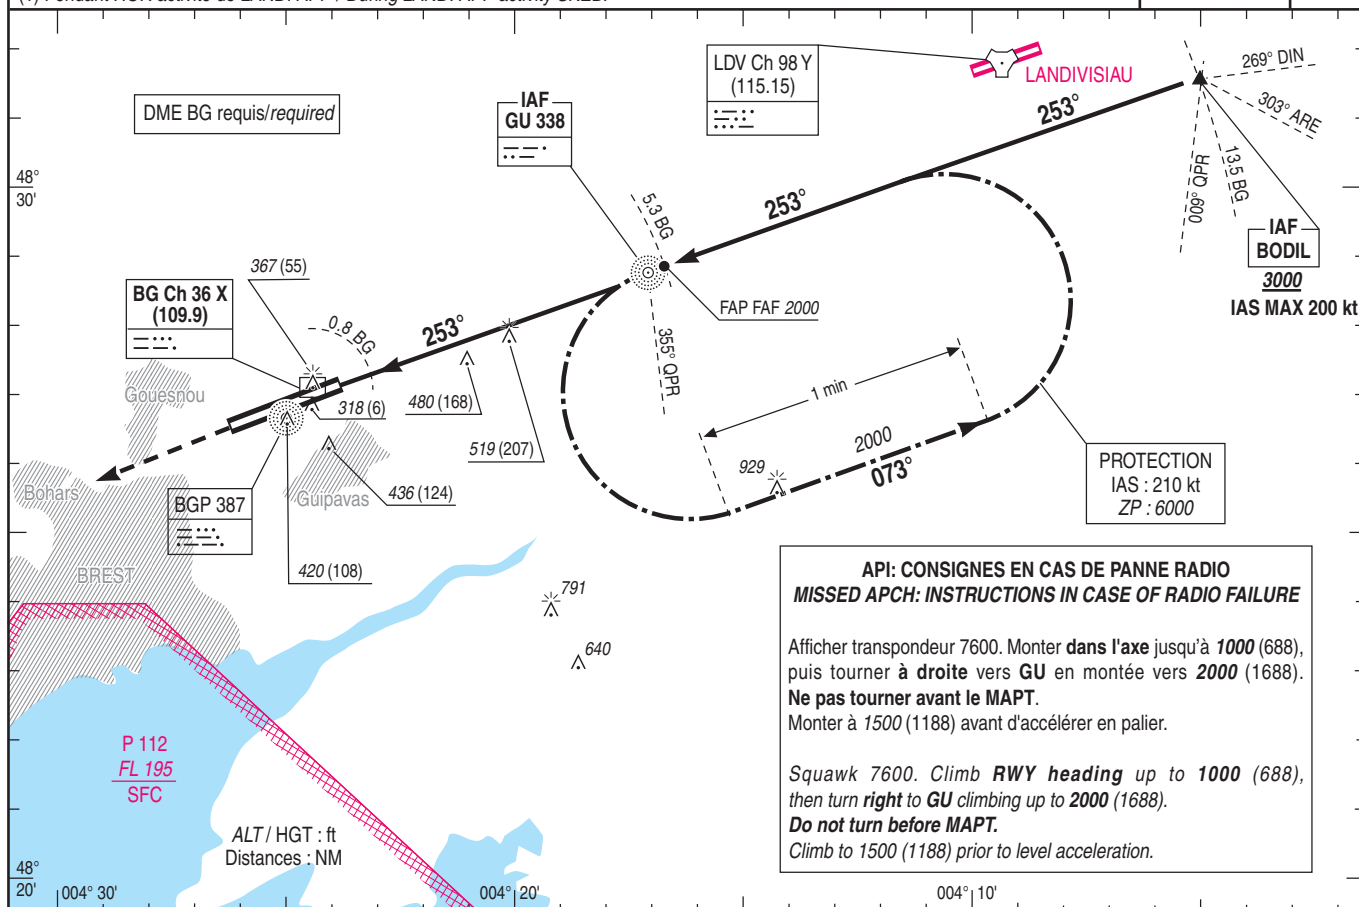 DME BG requis/required
IAF
GU 338
LDV Ch 98 Y
(115.15)
LANDIVISIAU
269° DIN
303° ARE
13.5 BG
009° QPR
IAF
BODIL
3000
IAS MAX 200 kt
253°
253°
253°
5.3 BG
FAP FAF 2000
355° QPR
48°
30'
367 (55)
BG Ch 36 X
(109.9)
0.8 BG
Gouesnou
318 (6)
480 (168)
519 (207)
436 (124)
Guipavas
Bohars
BGP 387
420 (108)
BREST
1 min
2000
073°
929
PROTECTION
IAS : 210 kt
ZP : 6000
791
640
P 112
FL 195
SFC
ALT / HGT : ft
Distances : NM
API: CONSIGNES EN CAS DE PANNE RADIO
MISSED APCH: INSTRUCTIONS IN CASE OF RADIO FAILURE
Afficher transpondeur 7600. Monter dans l'axe jusqu'à 1000 (688),
puis tourner à droite vers GU en montée vers 2000 (1688).
Ne pas tourner avant le MAPT.
Monter à 1500 (1188) avant d'accélérer en palier.
Squawk 7600. Climb RWY heading up to 1000 (688),
then turn right to GU climbing up to 2000 (1688).
Do not turn before MAPT.
Climb to 1500 (1188) prior to level acceleration.
48°
20'
004° 30'
004° 20'
004° 10'